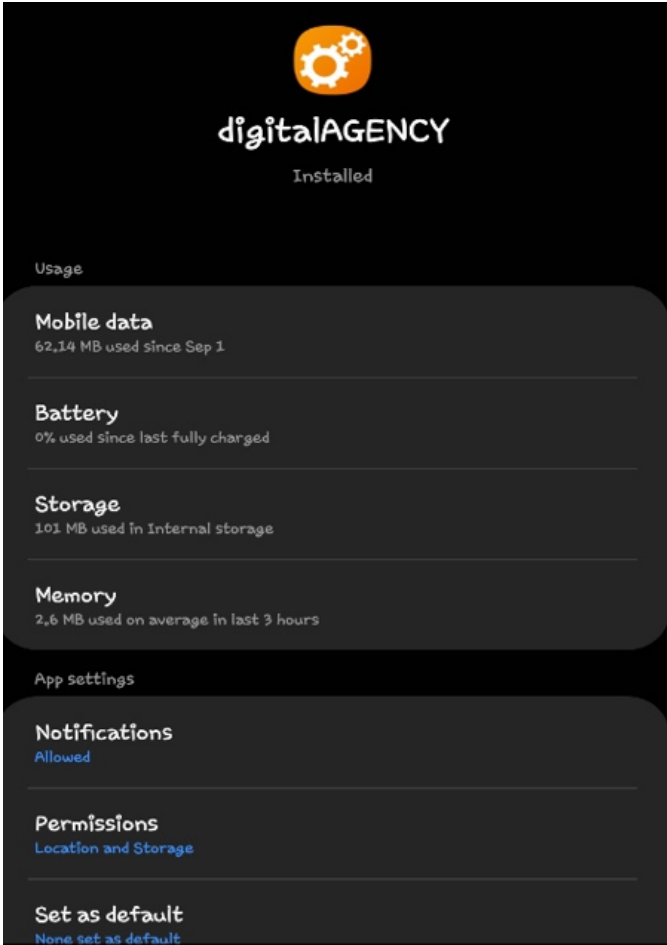 digitalAGENCY
Installed
Usage
Mobile data
62.14 MB used since Sep 1
Battery
0% used since last fully charged
Storage
101 MB used in Internal storage
Memory
2.6 MB used on average in last 3 hours
App settings
Notifications
Allowed
Permissions
Location and Storage
Set as default
None set as default